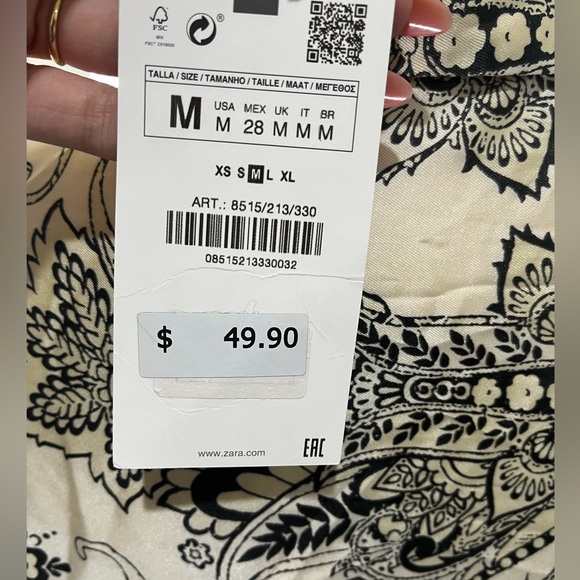 FSC
MIX
TALLA / SIZE / TAMANHO / TAILLE / MAAT / ΜΕΓΕΘΟΣ
M USA MEX UK IT BR
M 28 M M M
XS S M L XL
ART.: 8515/213/330
08515213330032
$ 49.90
www.zara.com
EAC